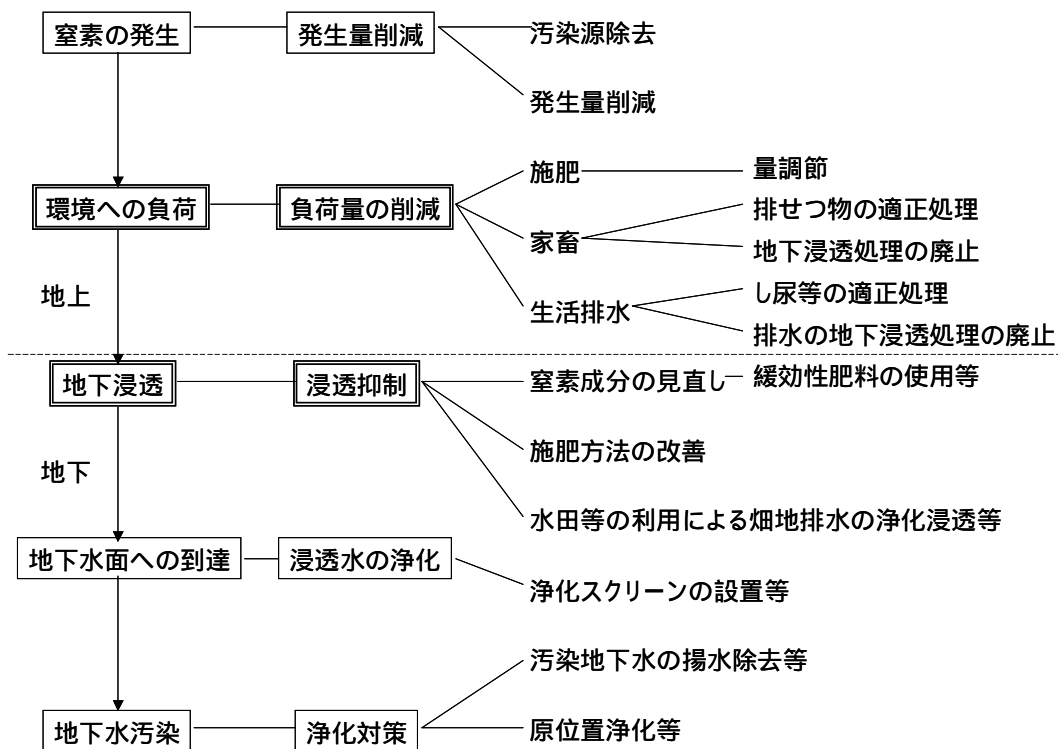 窒素の発生
発生量削減
汚染源除去
発生量削減
環境への負荷
負荷量の削減
施肥
量調節
家畜
排せつ物の適正処理
地下浸透処理の廃止
生活排水
し尿等の適正処理
排水の地下浸透処理の廃止
地上
地下浸透
浸透抑制
窒素成分の見直し
緩効性肥料の使用等
施肥方法の改善
地下
水田等の利用による畑地排水の浄化浸透等
地下水面への到達
浸透水の浄化
浄化スクリーンの設置等
汚染地下水の揚水除去等
地下水汚染
浄化対策
原位置浄化等